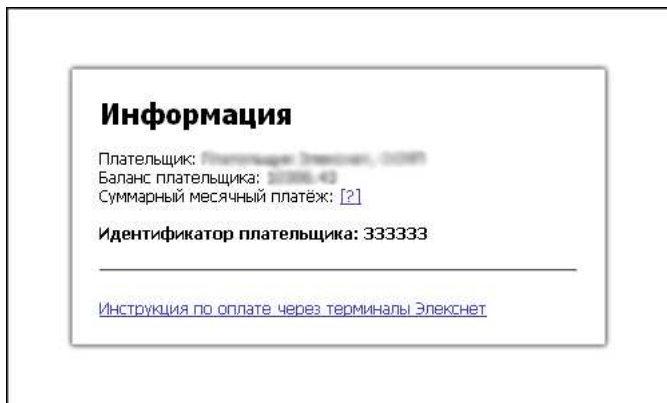 Информация
Плательщик:
Баланс плательщика:
Суммарный месячный платёж: [?]
Идентификатор плательщика: 333333
Инструкция по оплате через терминалы Элекснет